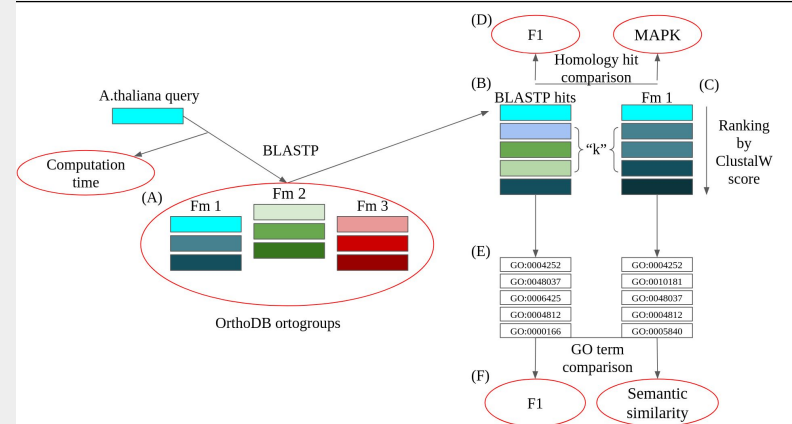 (D)
F1
MAPK
Homology hit
comparison
(B)
(C)
BLASTP hits
Fm 1
A.thaliana query
"k"
Ranking
by
ClustalW
score
BLASTP
Computation
time
(A)
Fm 1
Fm 2
Fm 3
OrthoDB ortogroups
(E)
GO:0004252
GO:0048037
GO:0006425
GO:0004812
GO:0000166
GO:0004252
GO:0010181
GO:0048037
GO:0004812
GO:0005840
GO term
comparison
(F)
F1
Semantic
similarity